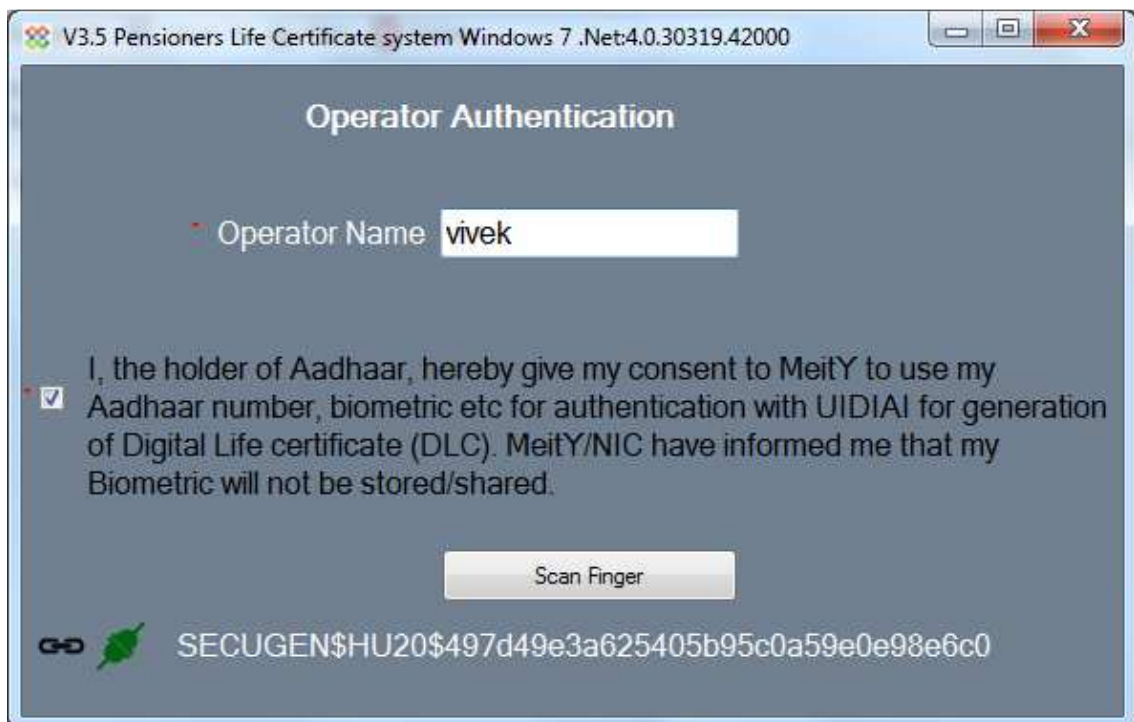 V3.5 Pensioners Life Certificate system Windows 7 .Net:4.0.30319.42000
Operator Authentication
* Operator Name vivek
* I, the holder of Aadhaar, hereby give my consent to MeitY to use my
Aadhaar number, biometric etc for authentication with UIDIAI for generation
of Digital Life certificate (DLC). MeitY/NIC have informed me that my
Biometric will not be stored/shared.
Scan Finger
SECUGEN$HU20$497d49e3a625405b95c0a59e0e98e6c0